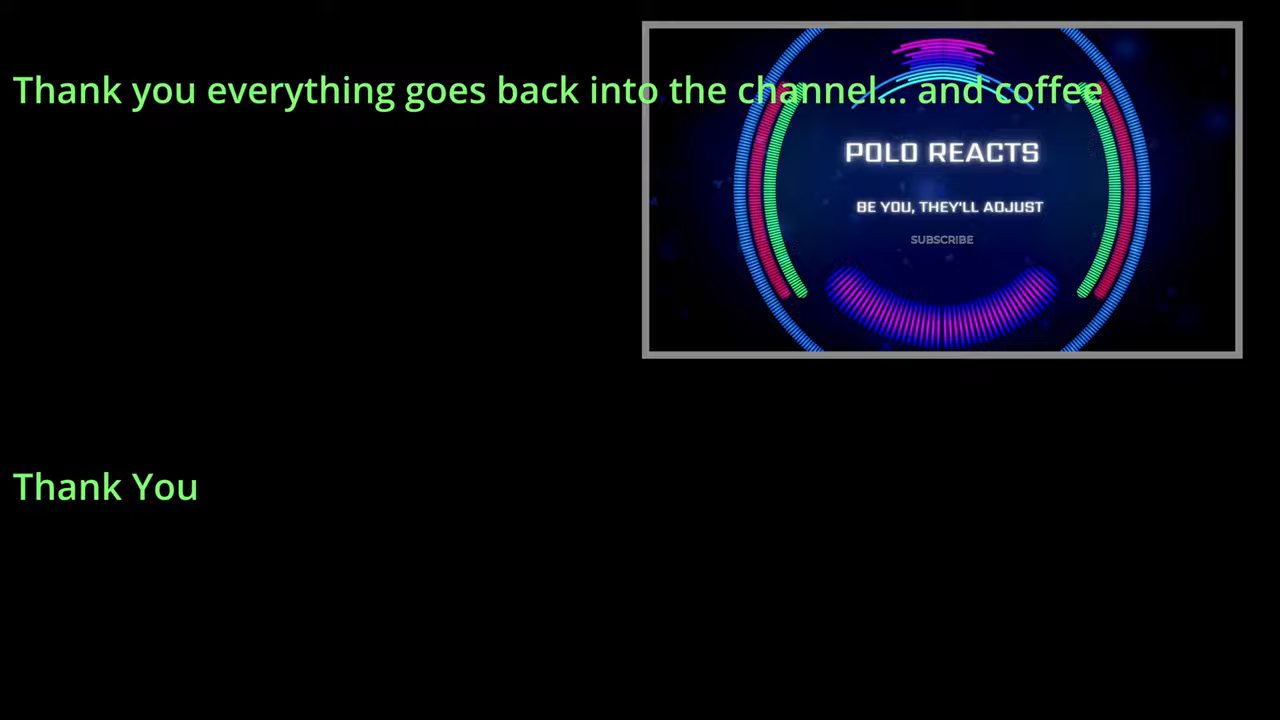 Thank you everything goes back into the channel... and coffee
POLO REACTS
BE YOU, THEY'LL ADJUST
SUBSCRIBE
Thank You